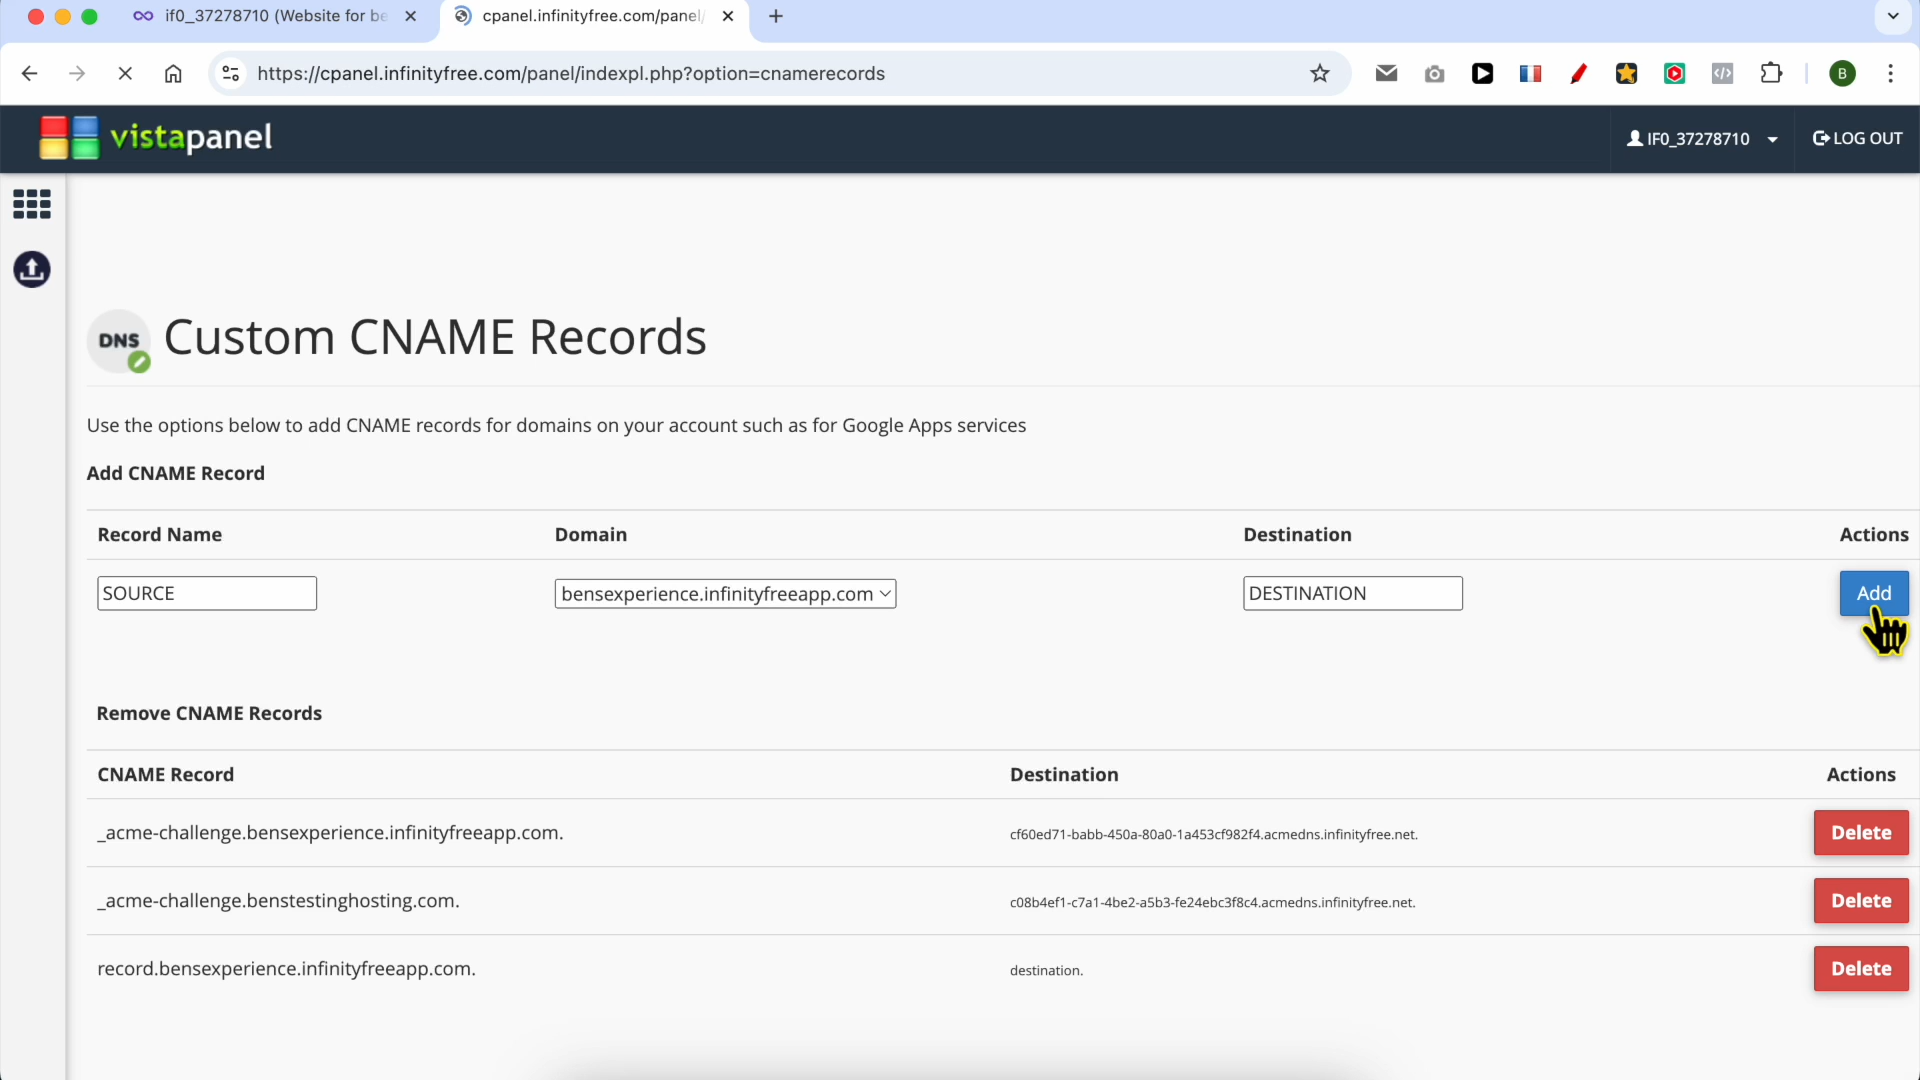 if0_37278710 (Website for be
cpanel.infinityfree.com/panel/
https://cpanel.infinityfree.com/panel/indexpl.php?option=cnamerecords
B
vistapanel
IF0_37278710
LOG OUT
DNS
Custom CNAME Records
Use the options below to add CNAME records for domains on your account such as for Google Apps services
Add CNAME Record
Record Name Domain Destination Actions
SOURCE bensexperience.infinityfreeapp.com DESTINATION Add
Remove CNAME Records
CNAME Record Destination Actions
_acme-challenge.bensexperience.infinityfreeapp.com. cf60ed71-babb-450a-80a0-1a453cf982f4.acmedns.infinityfree.net. Delete
_acme-challenge.benstestinghosting.com. c08b4ef1-c7a1-4be2-a5b3-fe24ebc3f8c4.acmedns.infinityfree.net. Delete
record.bensexperience.infinityfreeapp.com. destination. Delete